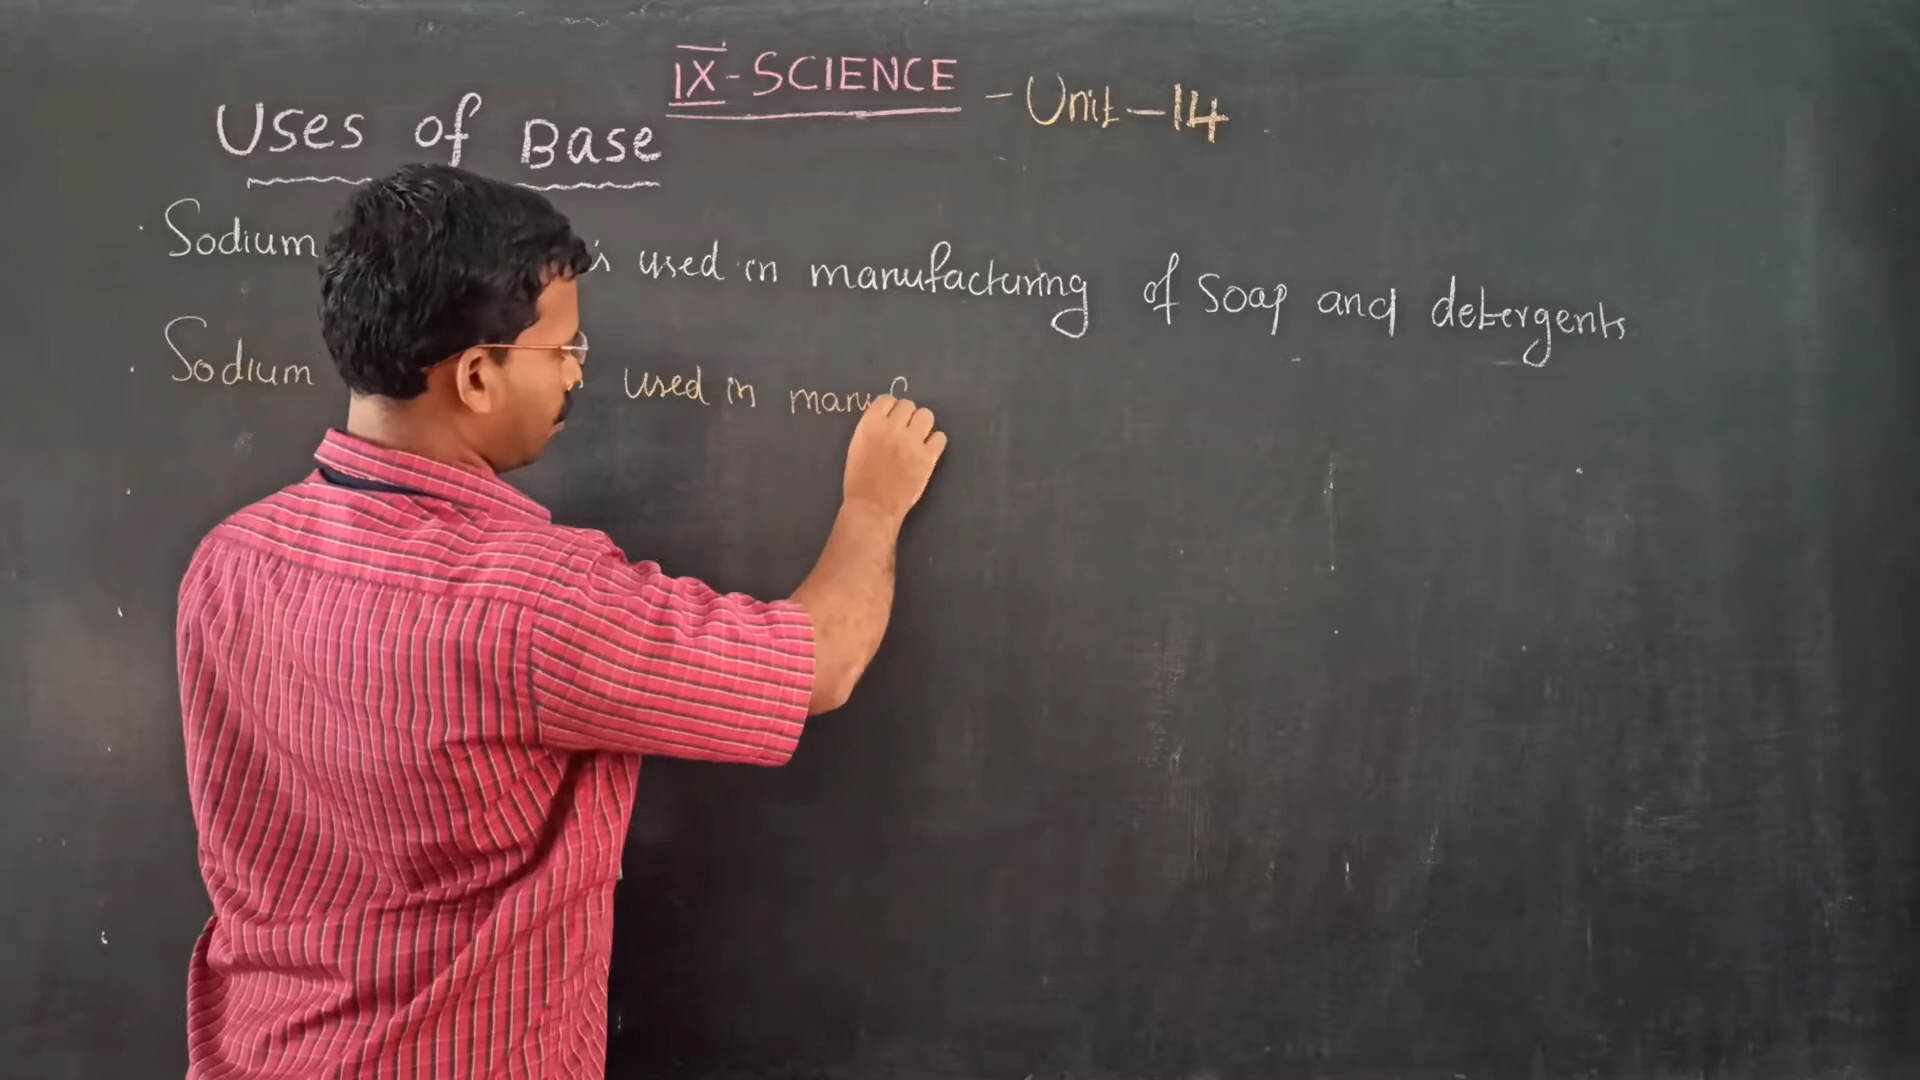 IX-SCIENCE - Unit-14
Uses of Base
Sodium is used in manufacturing of Soap and detergents
Sodium used in manuf